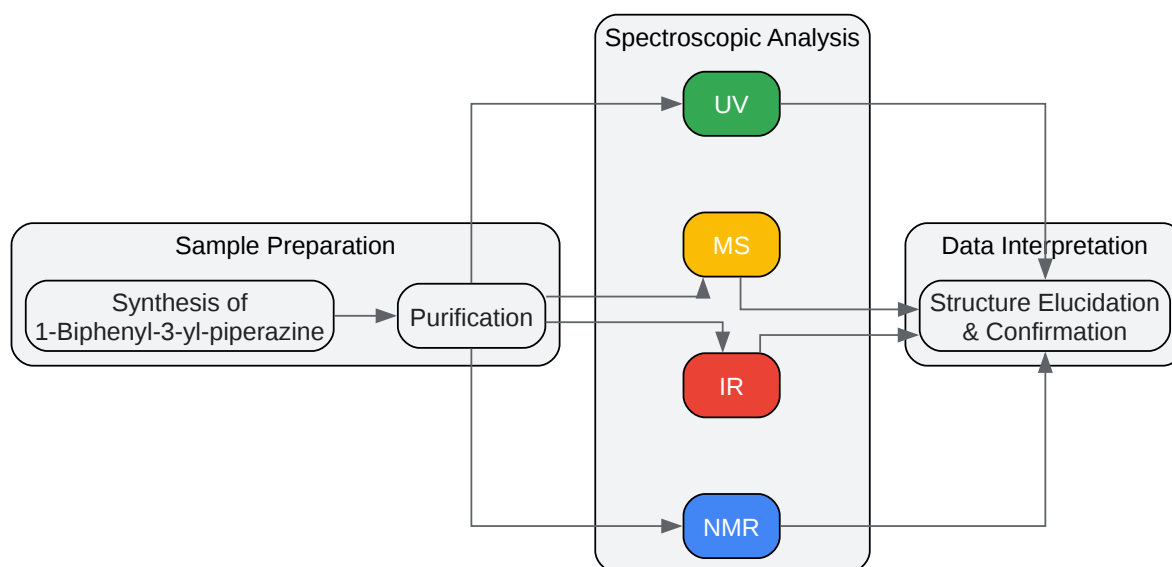 Spectroscopic Analysis
UV
Sample Preparation
MS
Data Interpretation
Synthesis of
1-Biphenyl-3-yl-piperazine
Purification
Structure Elucidation
& Confirmation
IR
NMR